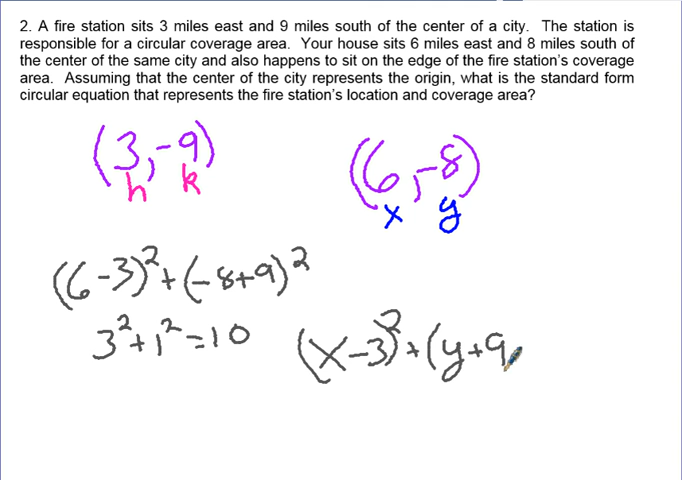 2. A fire station sits 3 miles east and 9 miles south of the center of a city. The station is
responsible for a circular coverage area. Your house sits 6 miles east and 8 miles south of
the center of the same city and also happens to sit on the edge of the fire station's coverage
area. Assuming that the center of the city represents the origin, what is the standard form
circular equation that represents the fire station's location and coverage area?
(3,-9) (6,-8)
h k x y
(6-3)²+(-8+9)²
3²+1²=10 (x-3)²+(y+9